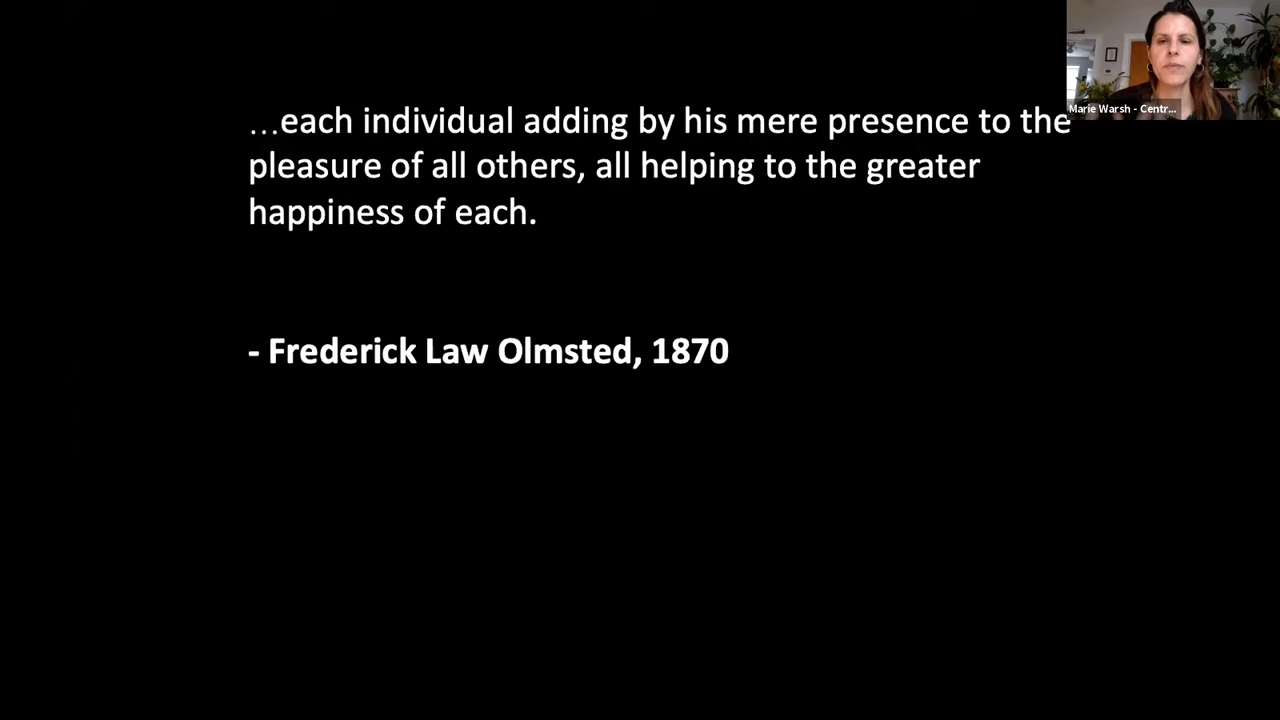 …each individual adding by his mere presence to the
pleasure of all others, all helping to the greater
happiness of each.
- Frederick Law Olmsted, 1870
Marie Warsh - Centr...